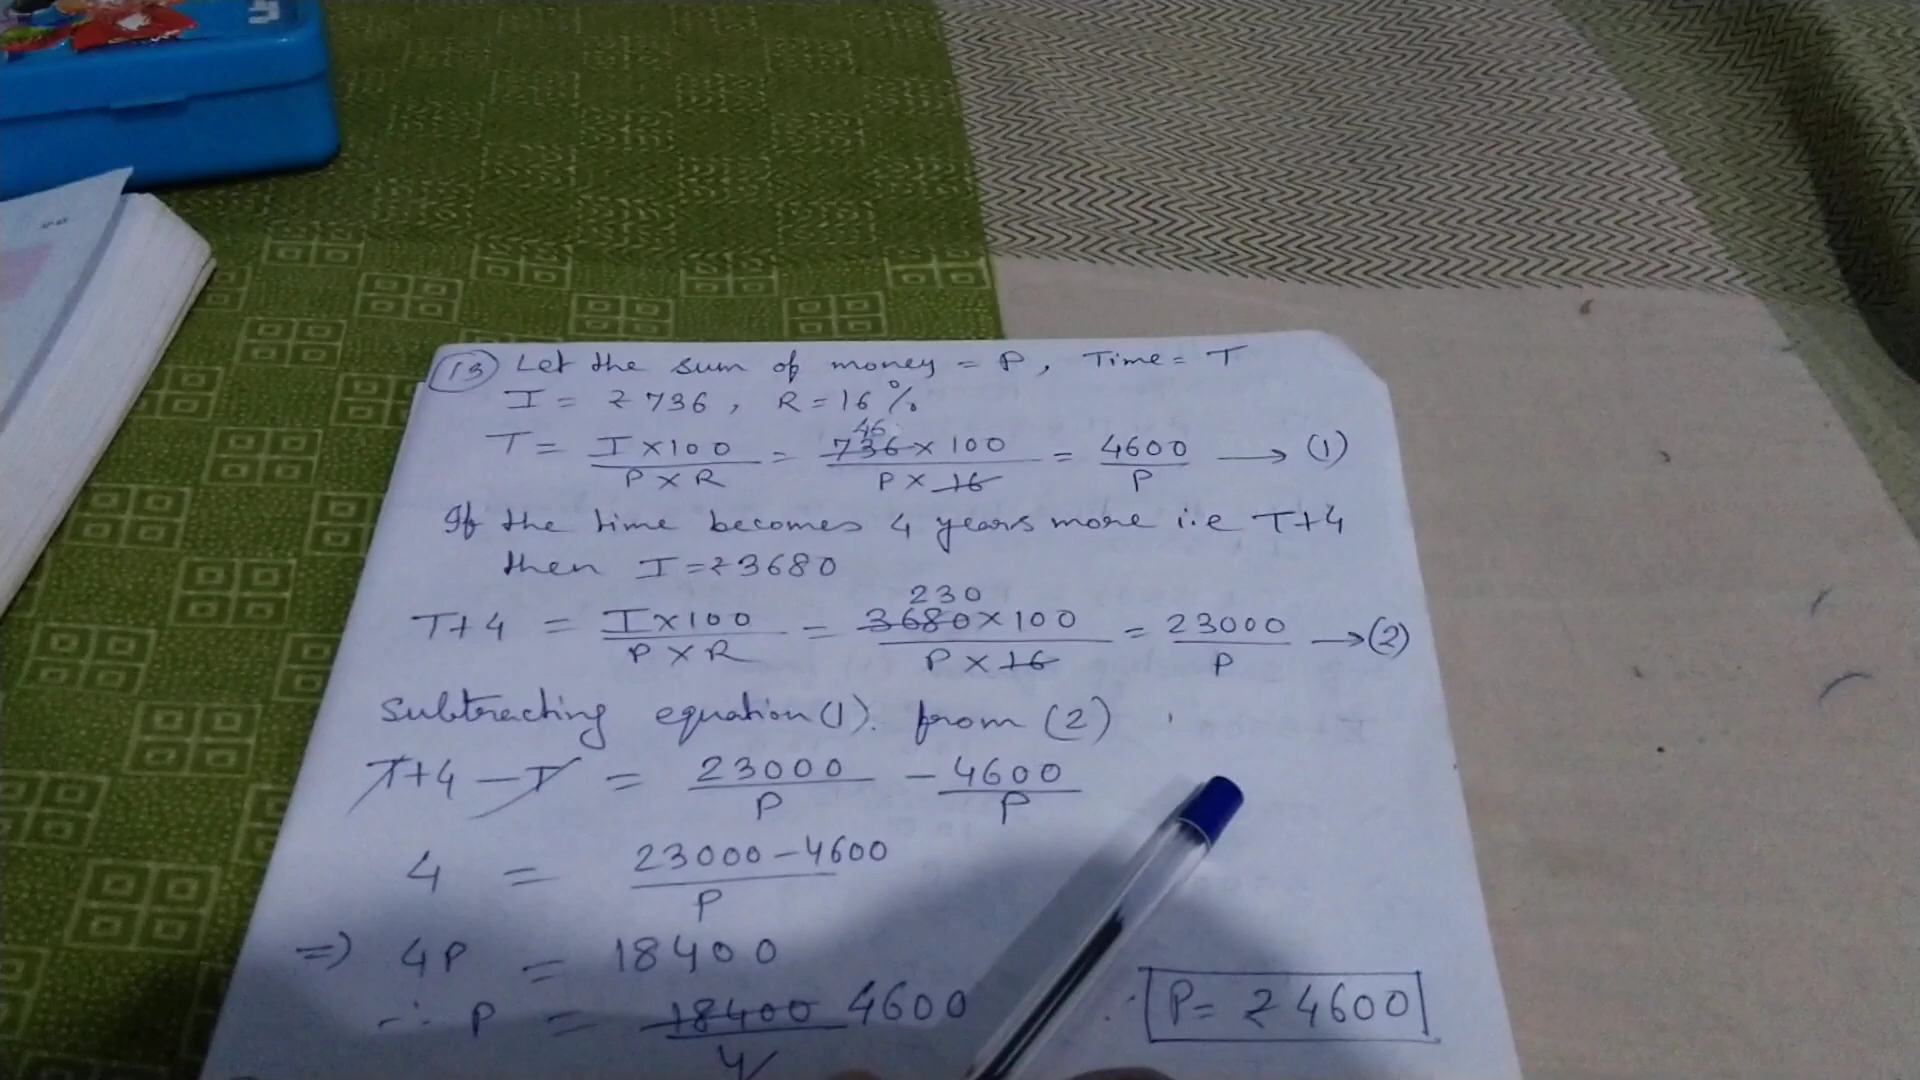 (13) Let the sum of money = P, Time = T
I = ₹736, R = 16%
46
T = I×100/P×R = 736×100/P×16 = 4600/P → (1)
If the time becomes 4 years more i.e T+4
then I = ₹3680
230
T+4 = I×100/P×R = 3680×100/P×16 = 23000/P → (2)
Subtracting equation (1). from (2)
T+4 – T = 23000/P – 4600/P
4 = 23000–4600/P
⇒ 4P = 18400
∴ P = 18400/4 4600 ∴ P = ₹4600